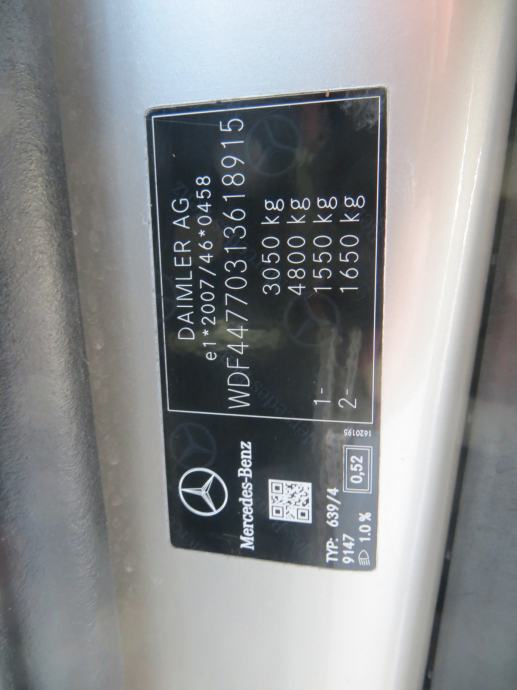 DAIMLER AG
e1*2007/46*0458
WDF44770313618915
3050 kg
4800 kg
1- 1550 kg
2- 1650 kg
Mercedes-Benz
TYP: 639/4
9147 0,52
1.0 %
1620195